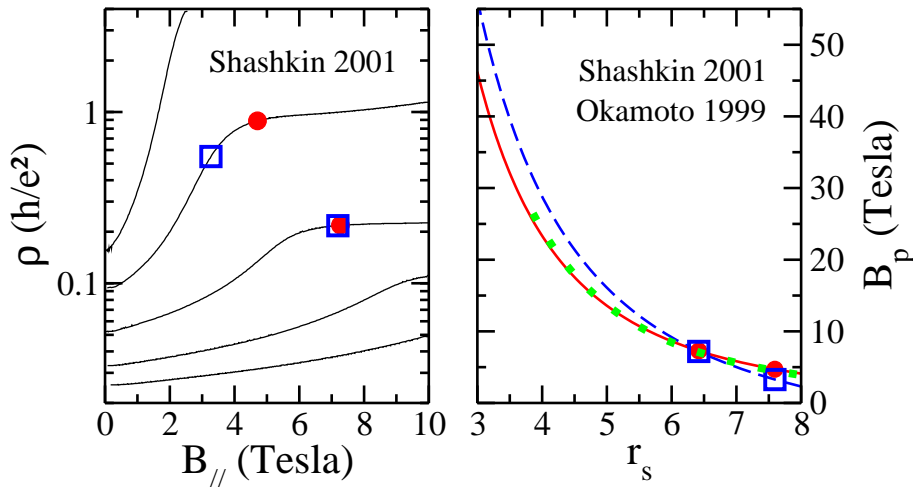 Shashkin 2001
1
0.1
ρ (h/e²)
0 2 4 6 8 10
B// (Tesla)
Shashkin 2001
Okamoto 1999
50
40
30
20
10
0
Bp (Tesla)
3 4 5 6 7 8
rs